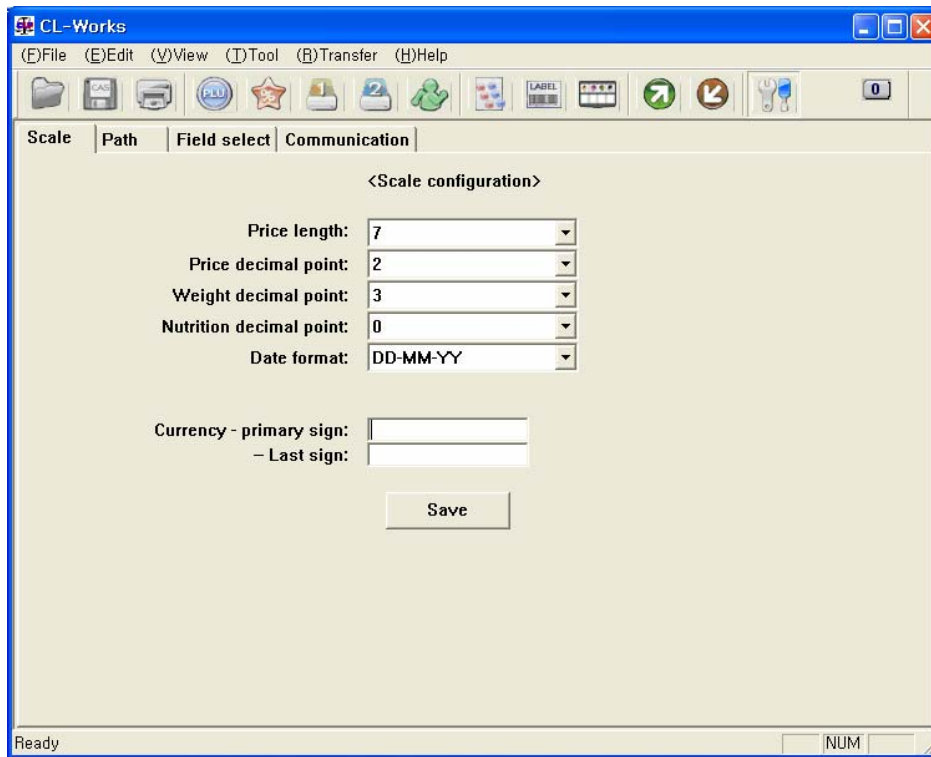 CL-Works
(F)File (E)Edit (V)View (T)Tool (R)Transfer (H)Help
CAS PLU 1 2 LABEL 0
Scale Path Field select Communication
<Scale configuration>
Price length: 7
Price decimal point: 2
Weight decimal point: 3
Nutrition decimal point: 0
Date format: DD-MM-YY
Currency - primary sign:
– Last sign:
Save
Ready NUM